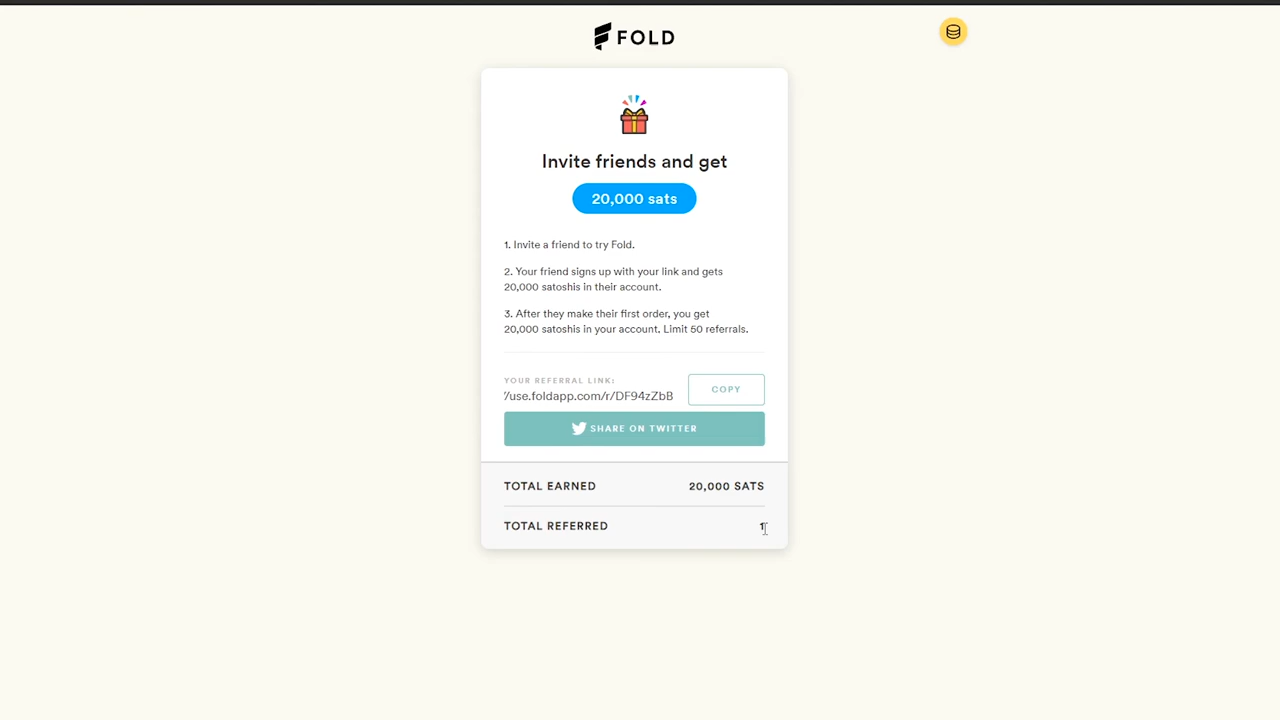 FOLD
Invite friends and get
20,000 sats
1. Invite a friend to try Fold.
2. Your friend signs up with your link and gets
20,000 satoshis in their account.
3. After they make their first order, you get
20,000 satoshis in your account. Limit 50 referrals.
YOUR REFERRAL LINK:
/use.foldapp.com/r/DF94zZbB
COPY
SHARE ON TWITTER
TOTAL EARNED 20,000 SATS
TOTAL REFERRED 1